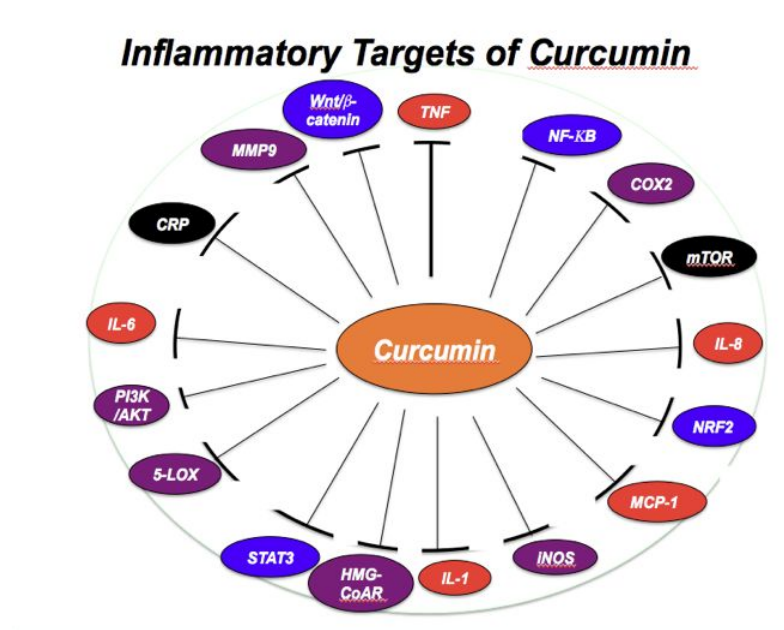 Inflammatory Targets of Curcumin
Wnt/β-
catenin
TNF
NF-κB
MMP9
COX2
CRP
mTOR
IL-6
IL-8
Curcumin
PI3K
/AKT
NRF2
5-LOX
MCP-1
STAT3
HMG-
CoAR
IL-1
iNOS